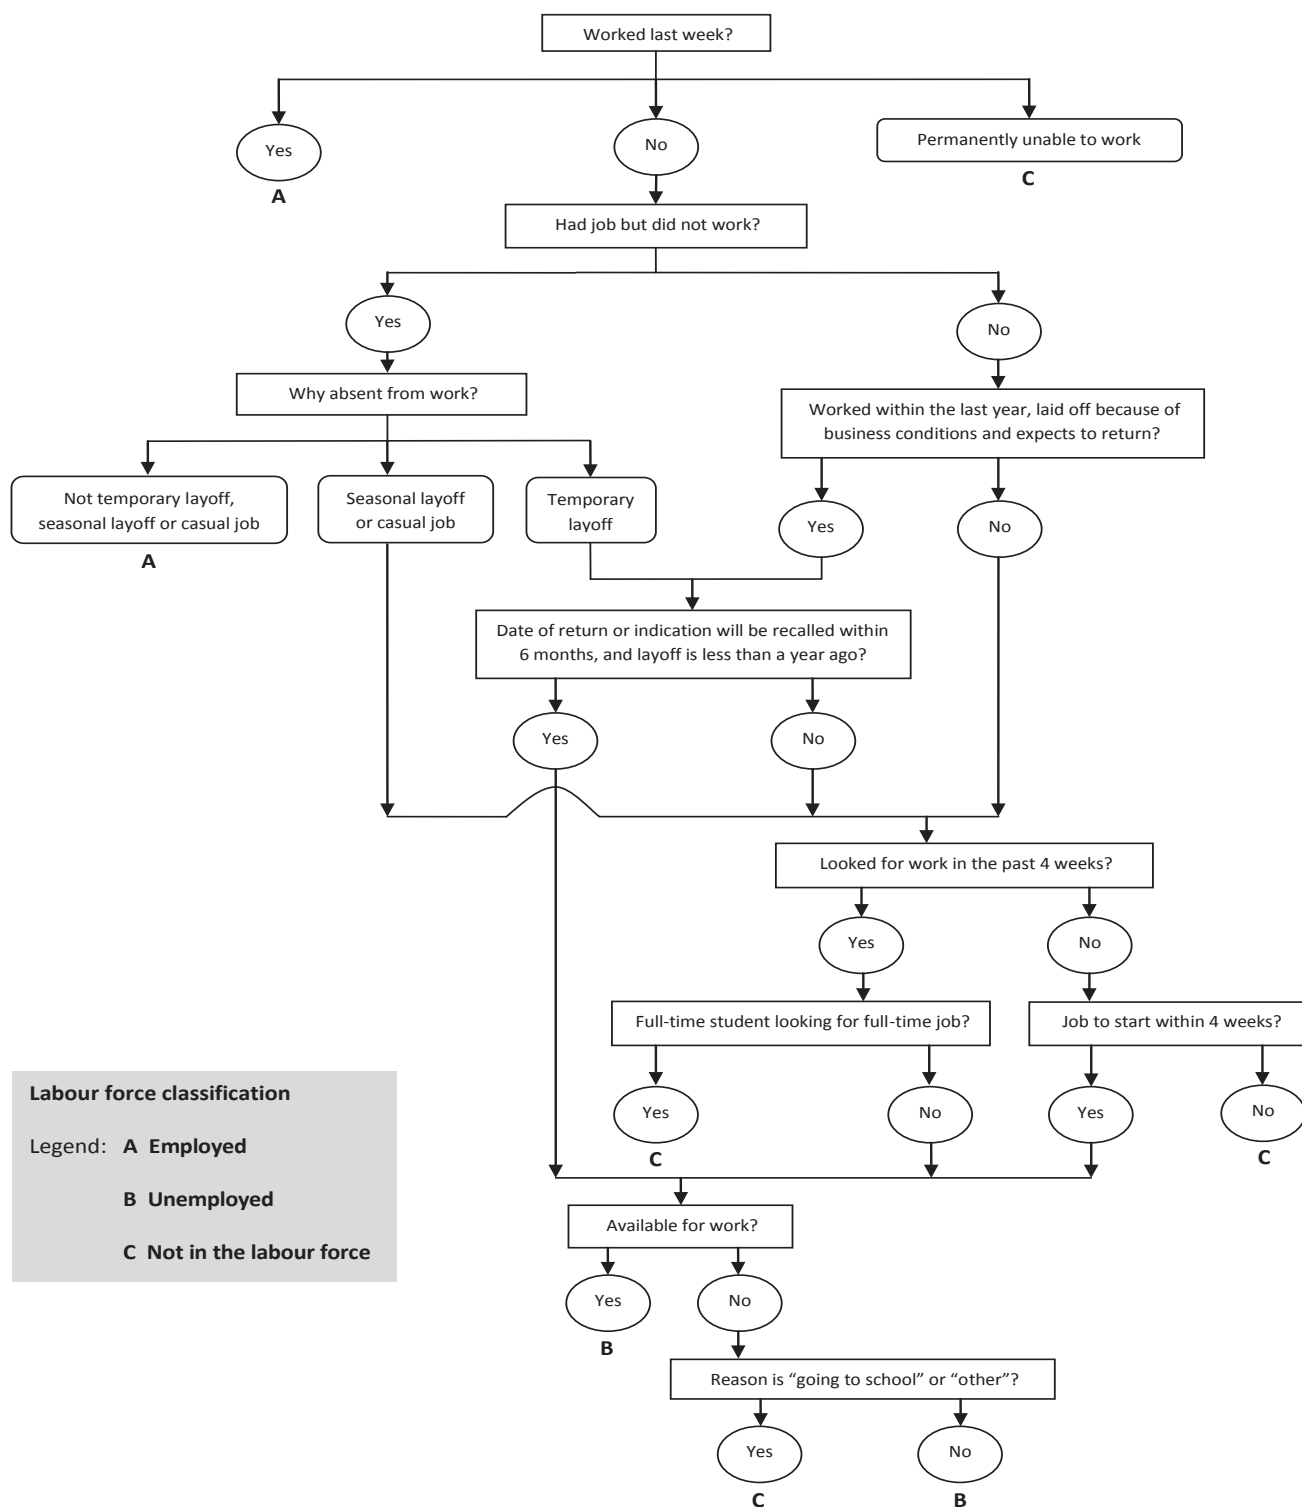 Worked last week?
Yes
A
No
Permanently unable to work
C
Had job but did not work?
Yes
No
Why absent from work?
Worked within the last year, laid off because of
business conditions and expects to return?
Not temporary layoff,
seasonal layoff or casual job
A
Seasonal layoff
or casual job
Temporary
layoff
Yes
No
Date of return or indication will be recalled within
6 months, and layoff is less than a year ago?
Yes
No
Looked for work in the past 4 weeks?
Yes
No
Full-time student looking for full-time job?
Job to start within 4 weeks?
Yes
C
No
Yes
No
C
Labour force classification
Legend: A Employed
B Unemployed
C Not in the labour force
Available for work?
Yes
B
No
Reason is “going to school” or “other”?
Yes
C
No
B